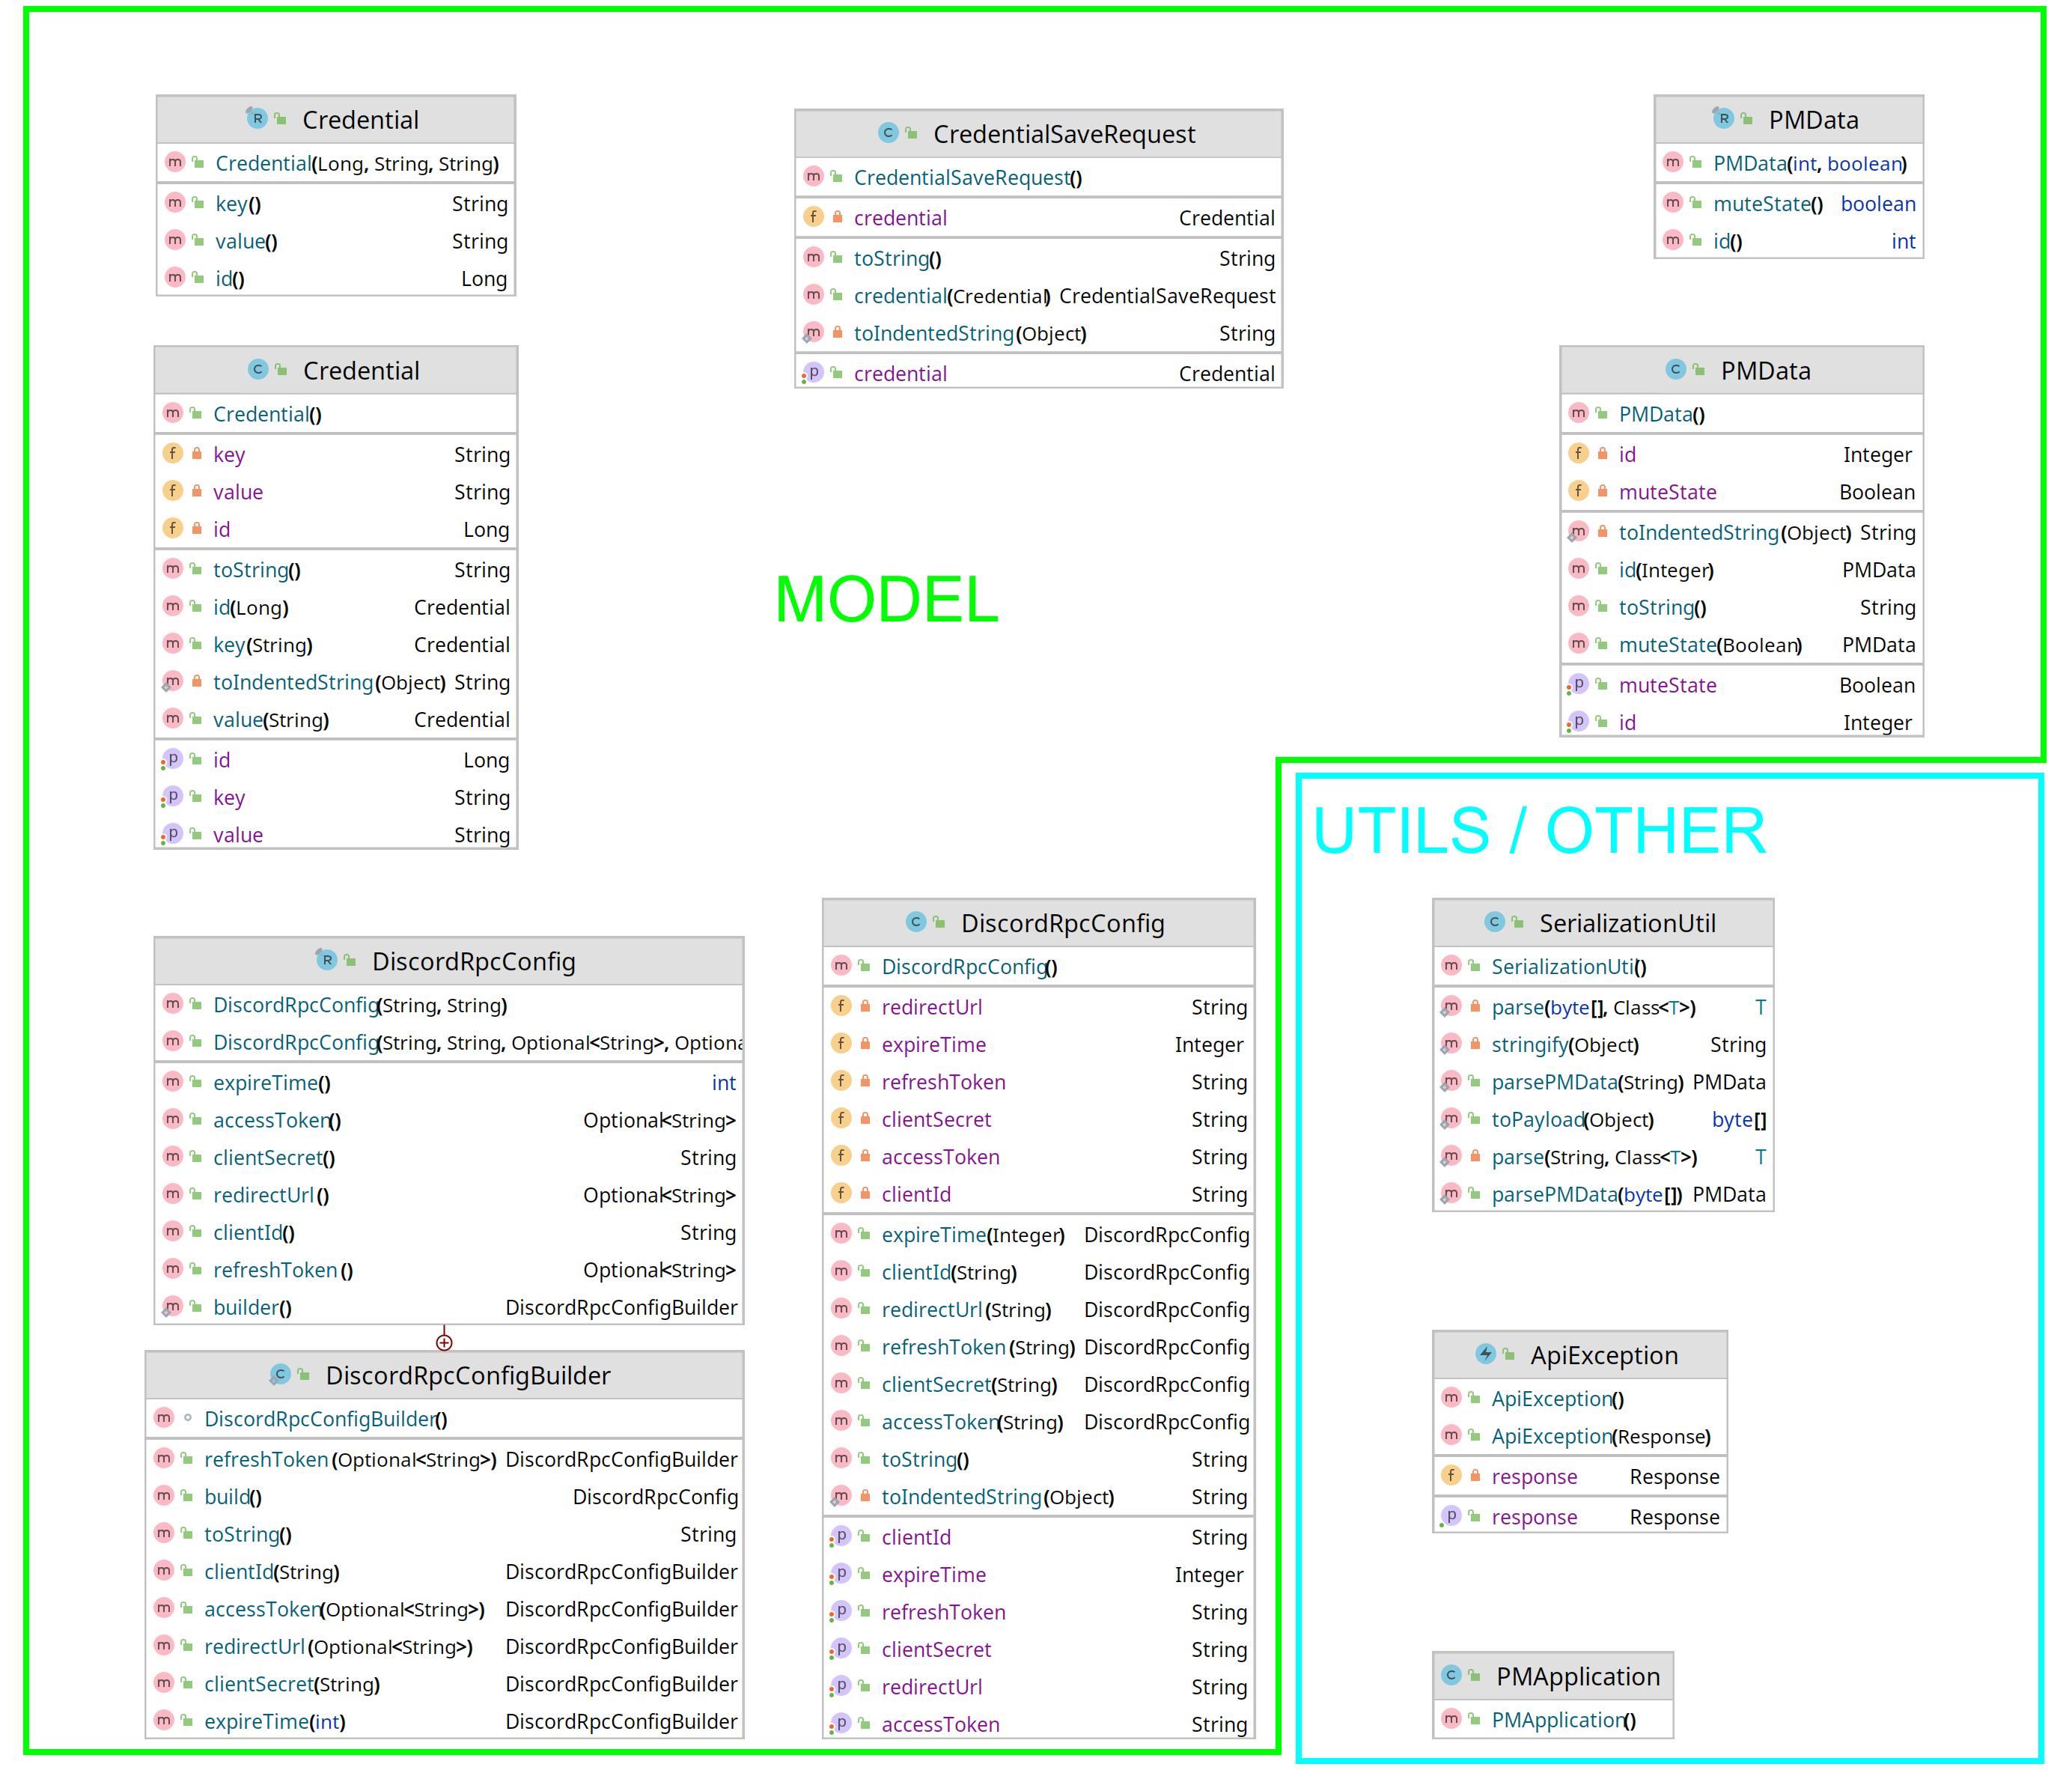 Credential
Credential(Long, String, String)
key() String
value() String
id() Long
CredentialSaveRequest
CredentialSaveRequest()
credential Credential
toString() String
credential(Credential) CredentialSaveRequest
toIndentedString(Object) String
credential Credential
PMData
PMData(int, boolean)
muteState() boolean
id() int
Credential
Credential()
key String
value String
id Long
toString() String
id(Long) Credential
key(String) Credential
toIndentedString(Object) String
value(String) Credential
id Long
key String
value String
MODEL
PMData
PMData()
id Integer
muteState Boolean
toIndentedString(Object) String
id(Integer) PMData
toString() String
muteState(Boolean) PMData
muteState Boolean
id Integer
DiscordRpcConfig
DiscordRpcConfig(String, String)
DiscordRpcConfig(String, String, Optional<String>, Optiona
expireTime() int
accessToken() Optional<String>
clientSecret() String
redirectUrl() Optional<String>
clientId() String
refreshToken() Optional<String>
builder() DiscordRpcConfigBuilder
DiscordRpcConfigBuilder
DiscordRpcConfigBuilder()
refreshToken(Optional<String>) DiscordRpcConfigBuilder
build() DiscordRpcConfig
toString() String
clientId(String) DiscordRpcConfigBuilder
accessToken(Optional<String>) DiscordRpcConfigBuilder
redirectUrl(Optional<String>) DiscordRpcConfigBuilder
clientSecret(String) DiscordRpcConfigBuilder
expireTime(int) DiscordRpcConfigBuilder
DiscordRpcConfig
DiscordRpcConfig()
redirectUrl String
expireTime Integer
refreshToken String
clientSecret String
accessToken String
clientId String
expireTime(Integer) DiscordRpcConfig
clientId(String) DiscordRpcConfig
redirectUrl(String) DiscordRpcConfig
refreshToken(String) DiscordRpcConfig
clientSecret(String) DiscordRpcConfig
accessToken(String) DiscordRpcConfig
toString() String
toIndentedString(Object) String
clientId String
expireTime Integer
refreshToken String
clientSecret String
redirectUrl String
accessToken String
UTILS / OTHER
SerializationUtil
SerializationUtil()
parse(byte[], Class<T>) T
stringify(Object) String
parsePMData(String) PMData
toPayload(Object) byte[]
parse(String, Class<T>) T
parsePMData(byte[]) PMData
ApiException
ApiException()
ApiException(Response)
response Response
response Response
PMApplication
PMApplication()